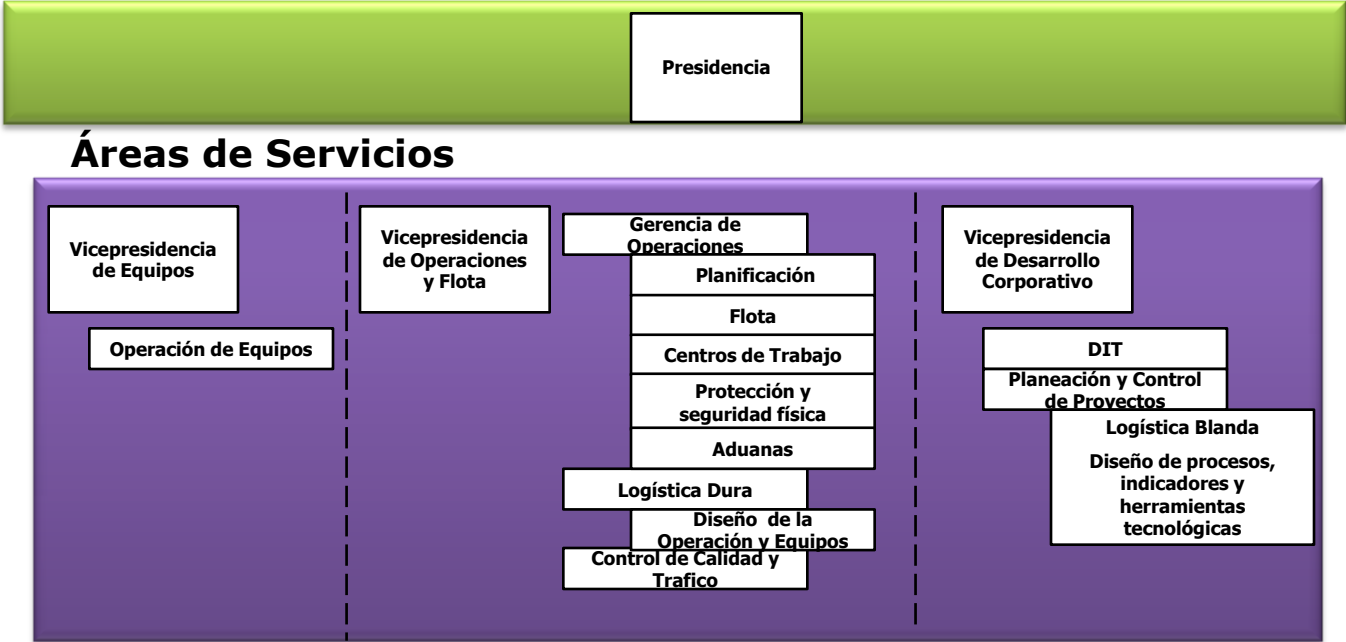 Presidencia
Áreas de Servicios
Vicepresidencia
de Equipos
Operación de Equipos
Vicepresidencia
de Operaciones
y Flota
Gerencia de
Operaciones
Planificación
Flota
Centros de Trabajo
Protección y
seguridad física
Aduanas
Logística Dura
Diseño de la
Operación y Equipos
Control de Calidad y
Trafico
Vicepresidencia
de Desarrollo
Corporativo
DIT
Planeación y Control
de Proyectos
Logística Blanda
Diseño de procesos,
indicadores y
herramientas
tecnológicas